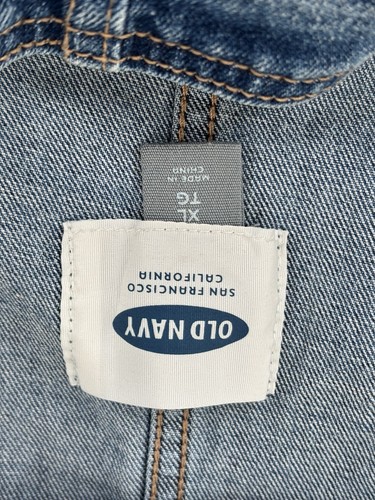 OLD NAVY
SAN FRANCISCO
CALIFORNIA
XL
TG
MADE IN
CHINA